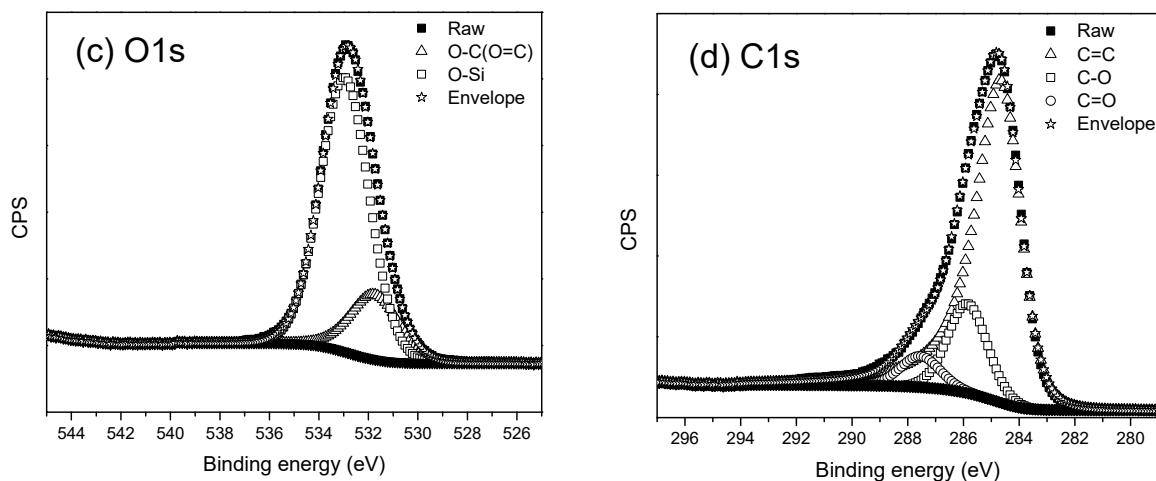 (c) O1s
Raw
O-C(O=C)
O-Si
Envelope
CPS
544 542 540 538 536 534 532 530 528 526
Binding energy (eV)
(d) C1s
Raw
C=C
C-O
C=O
Envelope
CPS
296 294 292 290 288 286 284 282 280
Binding energy (eV)